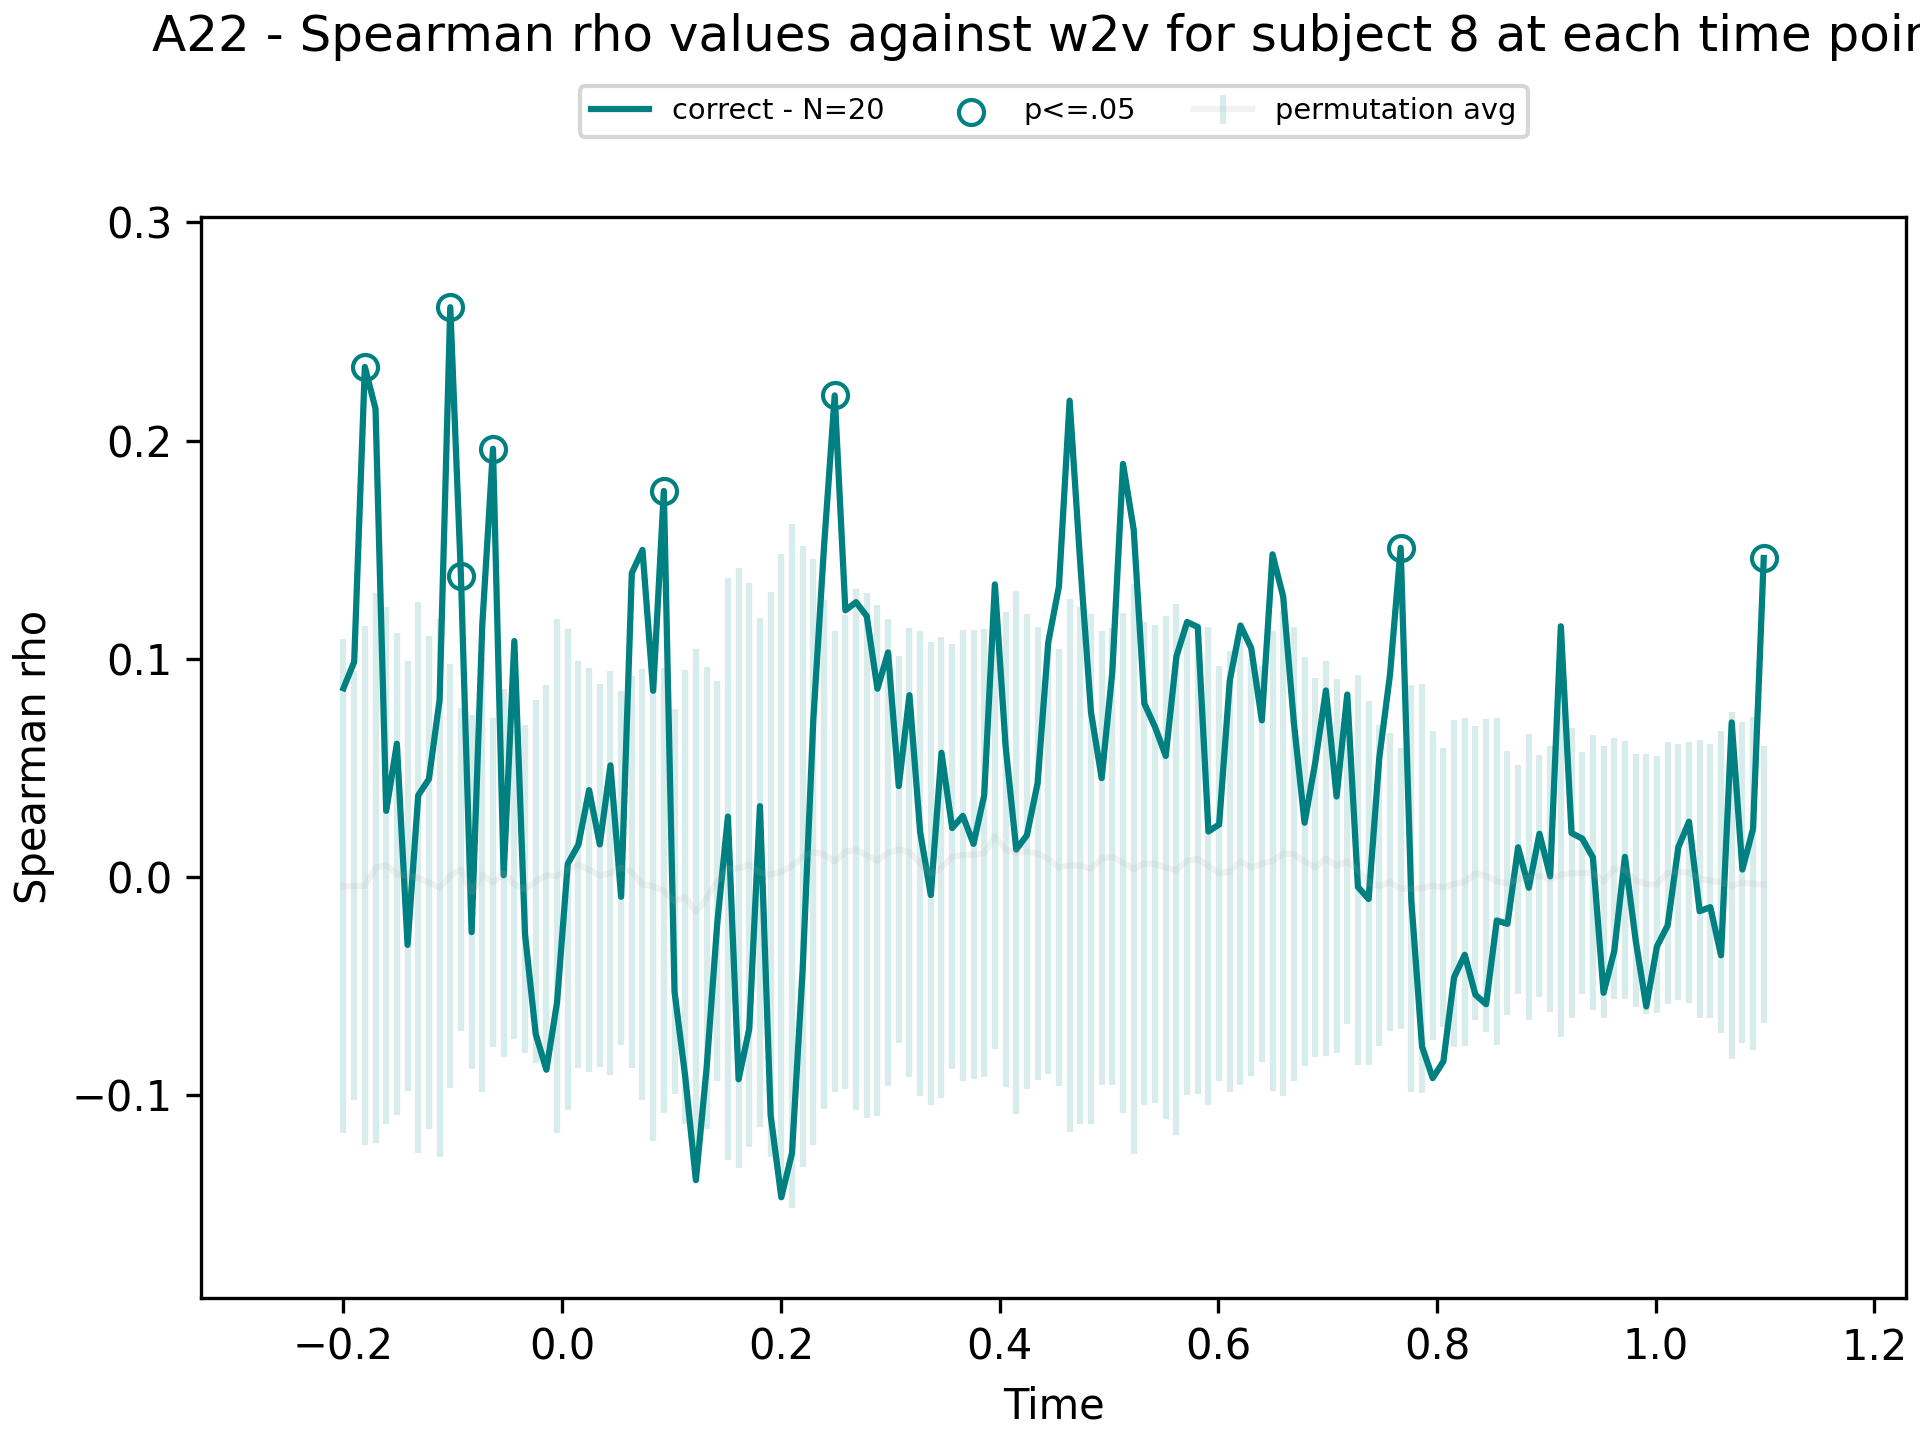 A22 - Spearman rho values against w2v for subject 8 at each time poin
correct - N=20 p<=.05 permutation avg
0.3
0.2
0.1
0.0
−0.1
Spearman rho
−0.2 0.0 0.2 0.4 0.6 0.8 1.0 1.2
Time